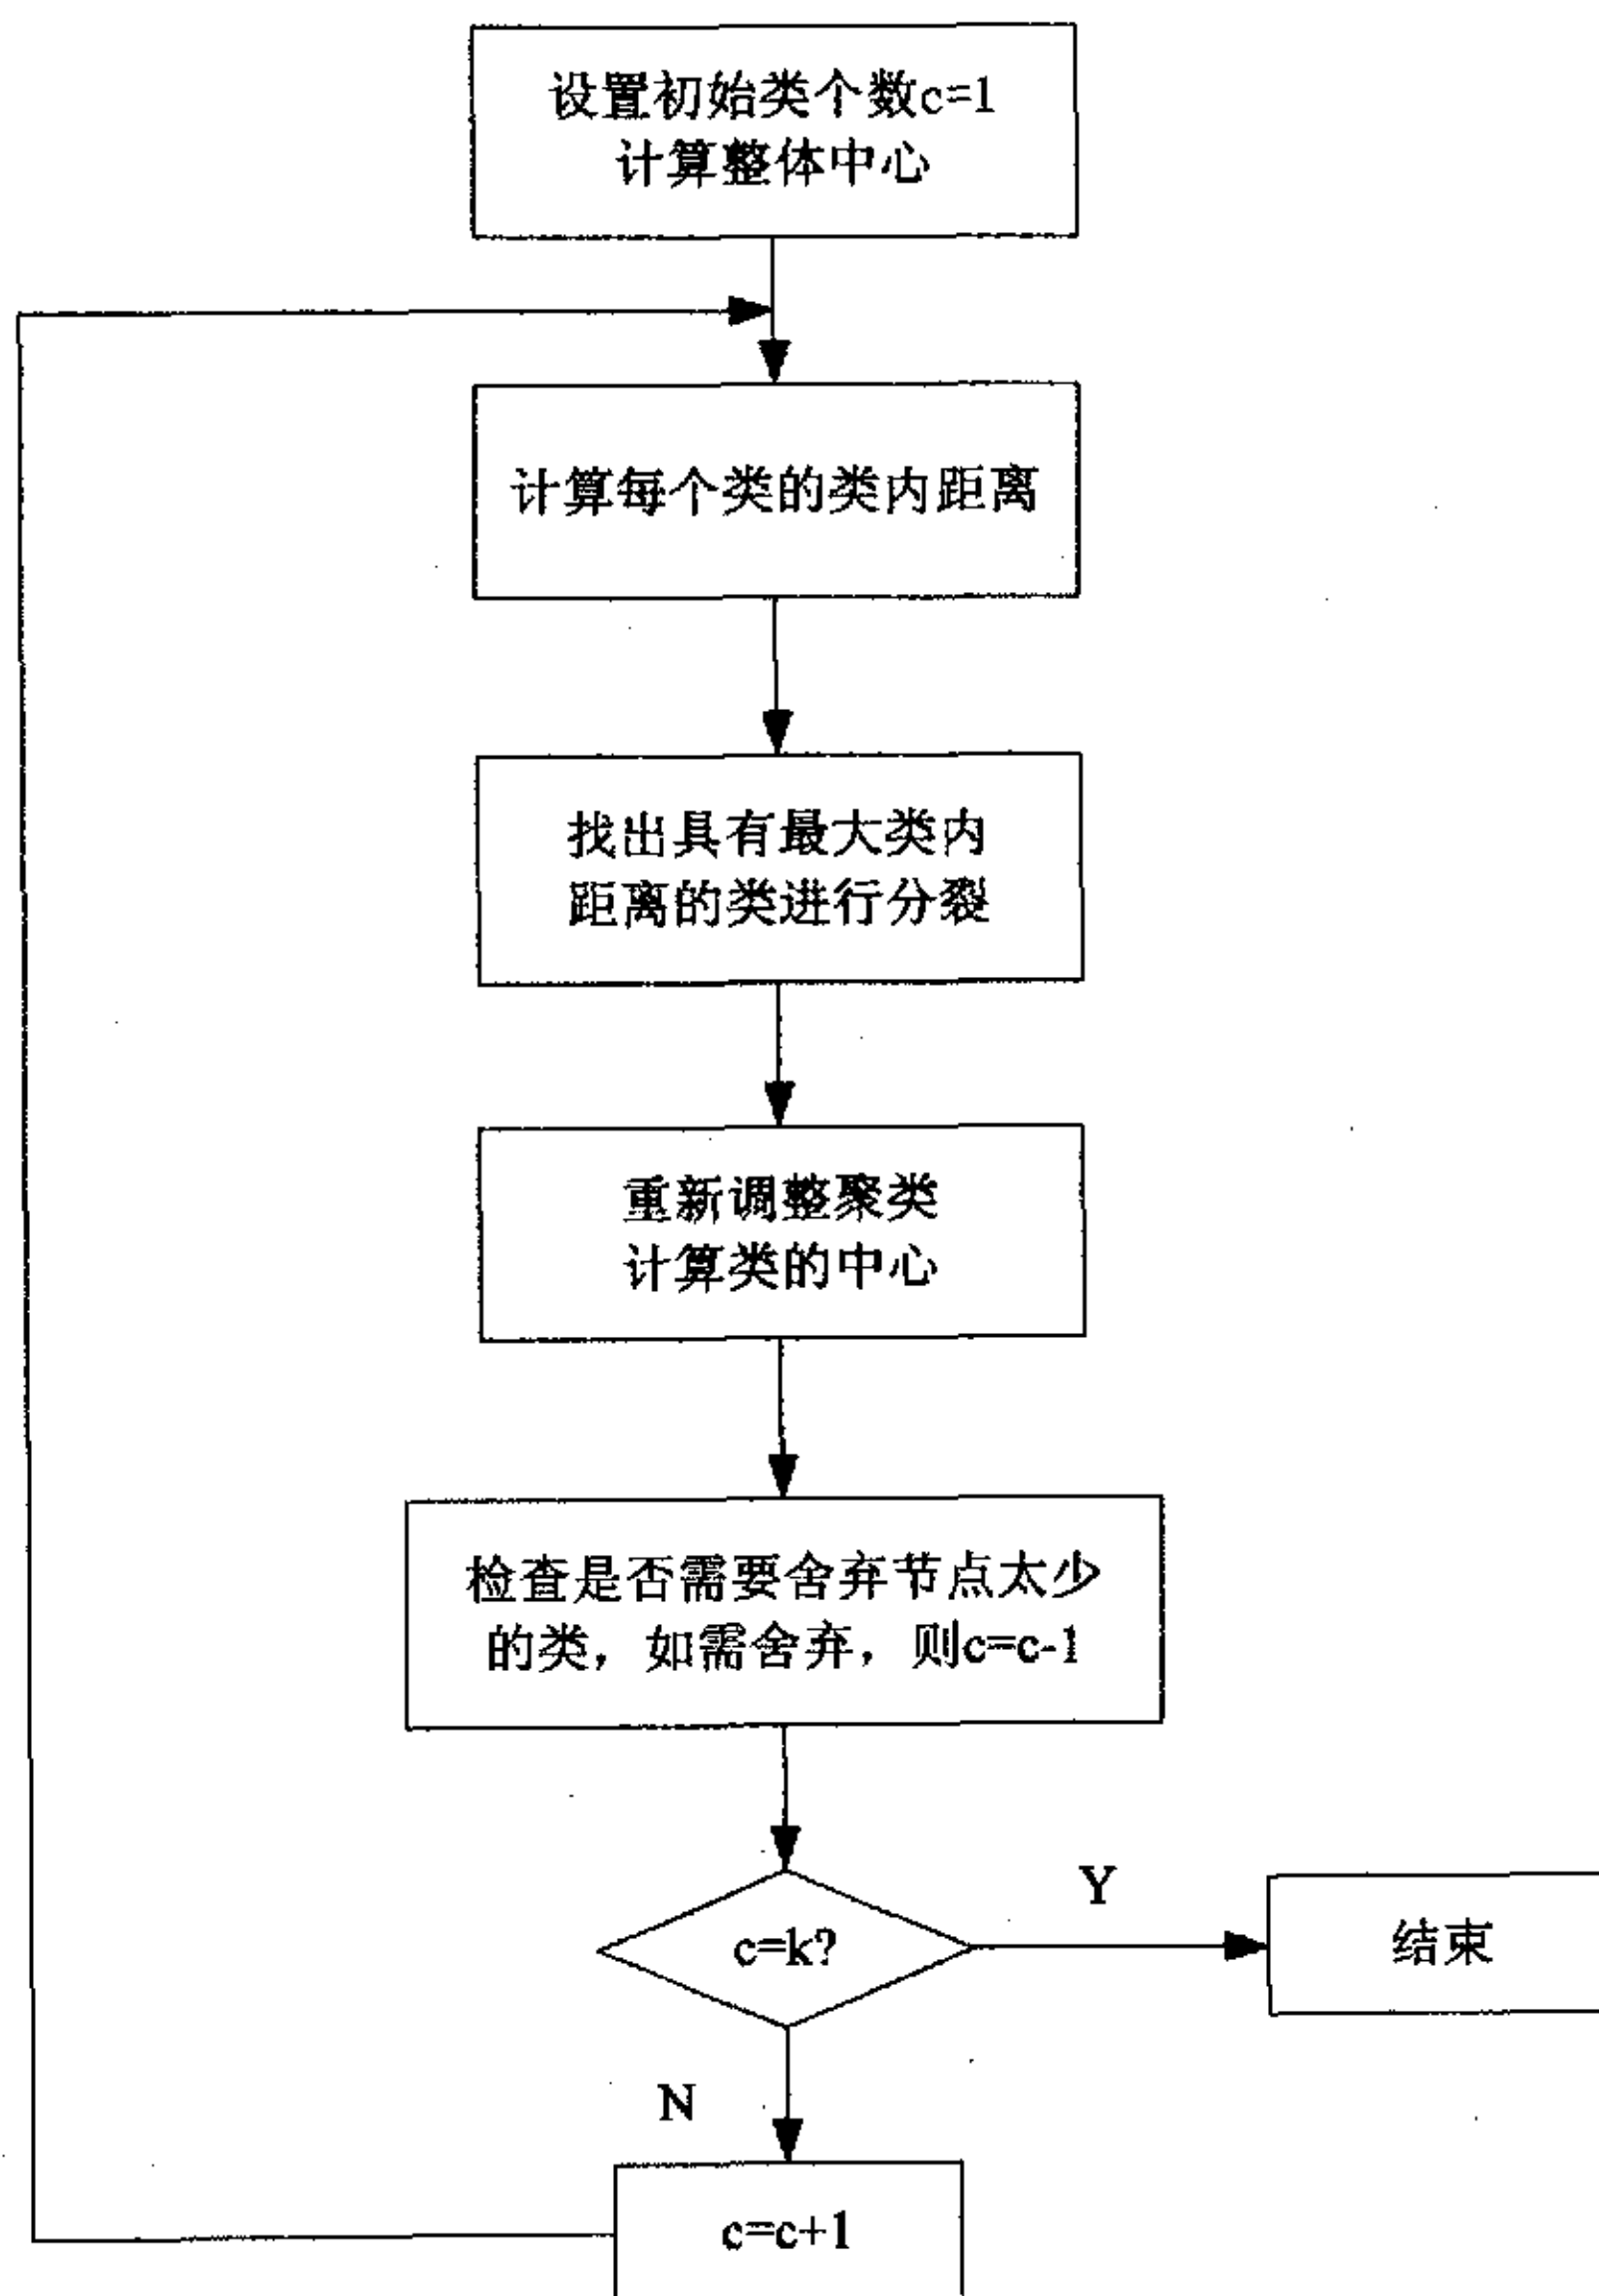 设置初始类个数c=1
计算整体中心
计算每个类的类内距离
找出具有最大类内
距离的类进行分裂
重新调整聚类
计算类的中心
检查是否需要舍弃节点太少
的类，如需舍弃，则c=c-1
c=k?
Y
结束
N
c=c+1